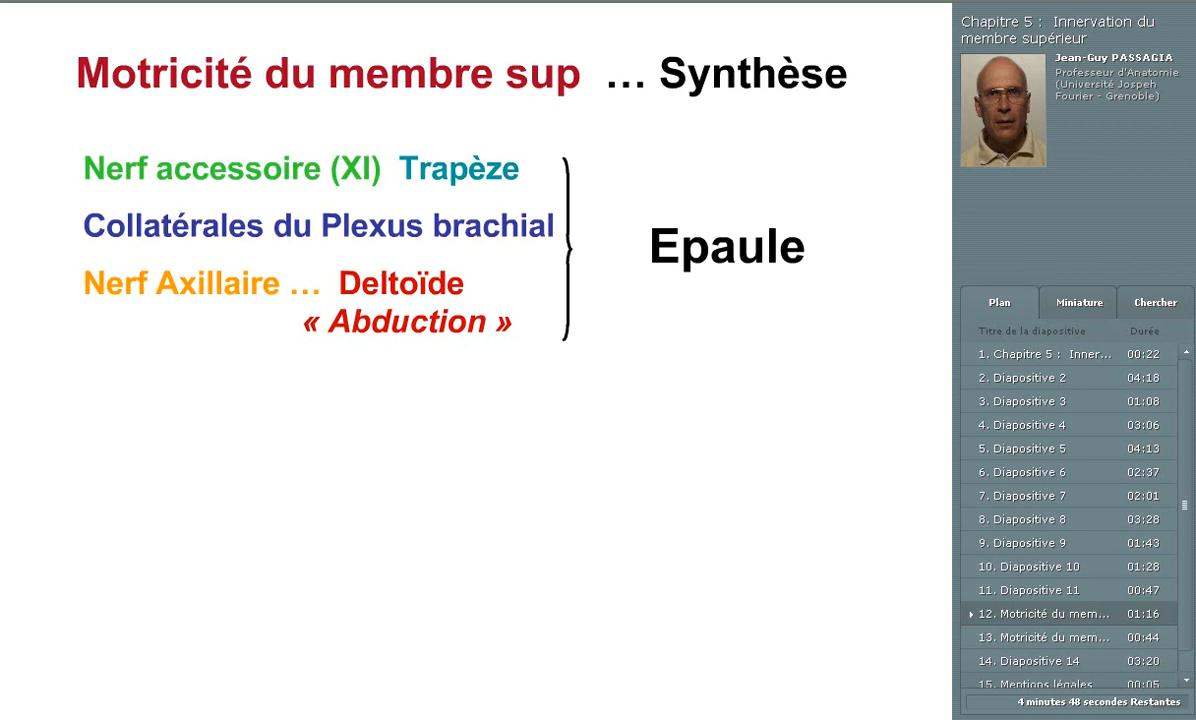 Motricité du membre sup … Synthèse
Nerf accessoire (XI) Trapèze
Collatérales du Plexus brachial
Nerf Axillaire … Deltoïde
« Abduction »
Epaule
Chapitre 5 : Innervation du
membre supérieur
Jean-Guy PASSAGIA
Professeur d'Anatomie
(Université Jospeh
Fourier - Grenoble)
Plan Miniature Chercher
Titre de la diapositive Durée
1. Chapitre 5 : Inner... 00:22
2. Diapositive 2 04:18
3. Diapositive 3 01:08
4. Diapositive 4 03:06
5. Diapositive 5 04:13
6. Diapositive 6 02:37
7. Diapositive 7 02:01
8. Diapositive 8 03:28
9. Diapositive 9 01:43
10. Diapositive 10 01:28
11. Diapositive 11 00:47
12. Motricité du mem... 01:16
13. Motricité du mem... 00:44
14. Diapositive 14 03:20
15. Mentions légales 00:05
4 minutes 48 secondes Restantes